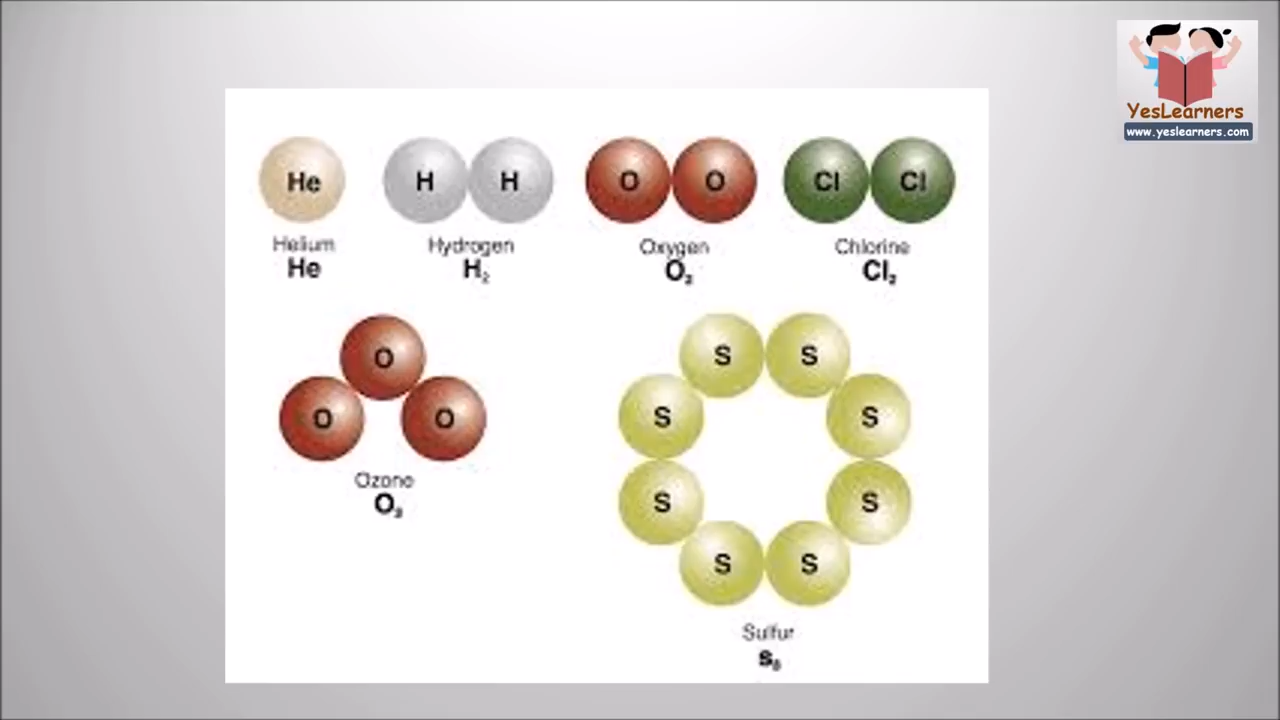 YesLearners
www.yeslearners.com
He
H H
O O
Cl Cl
Helium
Hydrogen
Oxygen
Chlorine
He
H₂
O₂
Cl₂
O
O O
Ozone
O₃
S S
S S
S S
S S
Sulfur
S₈